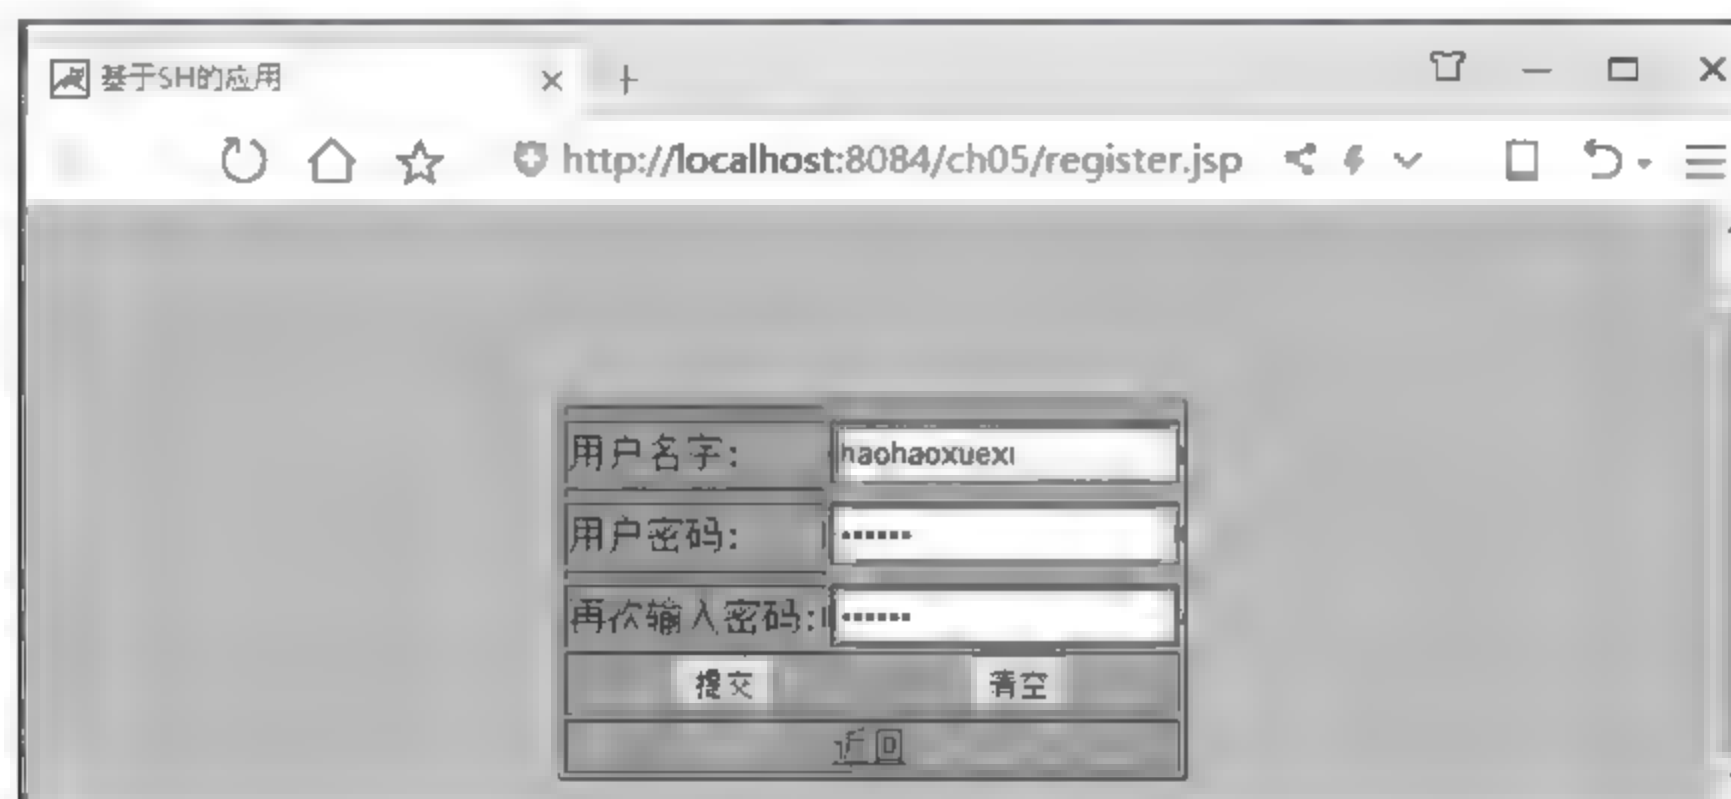 基于SH的应用
http://localhost:8084/ch05/register.jsp
用户名字: haohaoxuexi
用户密码: ••••••
再次输入密码: ••••••
提交 清空
返回